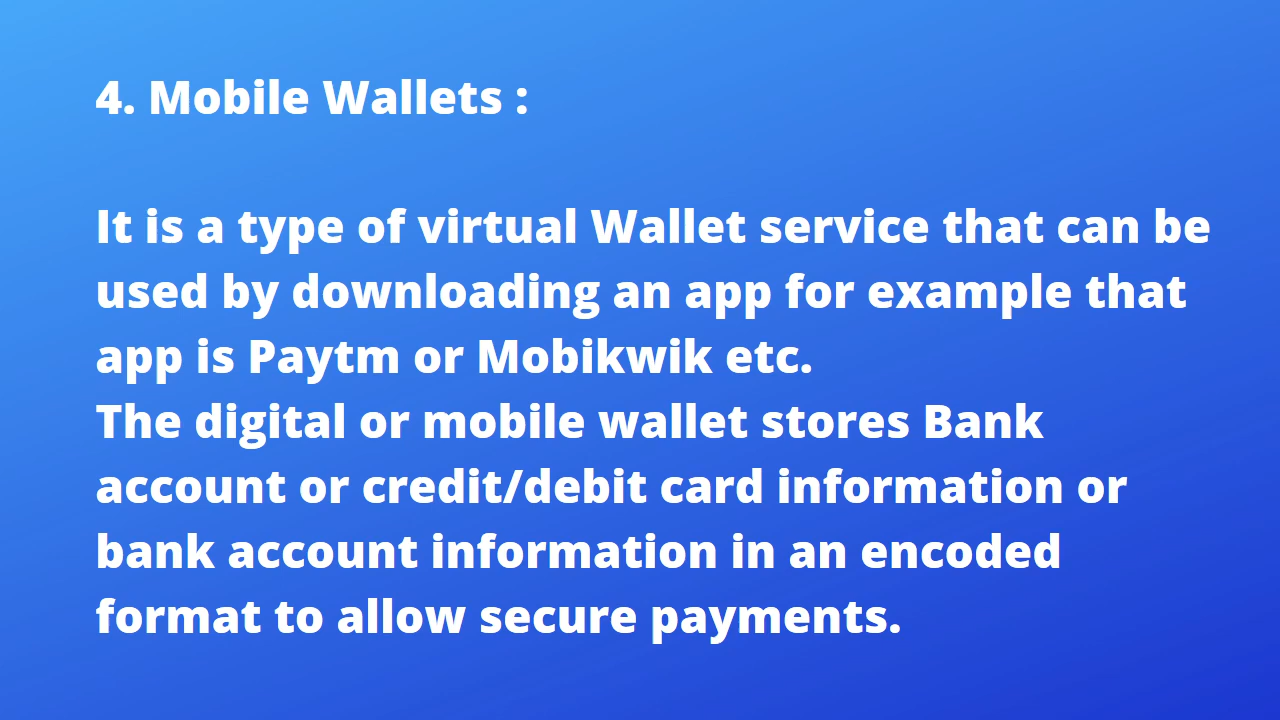 4. Mobile Wallets :
It is a type of virtual Wallet service that can be
used by downloading an app for example that
app is Paytm or Mobikwik etc.
The digital or mobile wallet stores Bank
account or credit/debit card information or
bank account information in an encoded
format to allow secure payments.